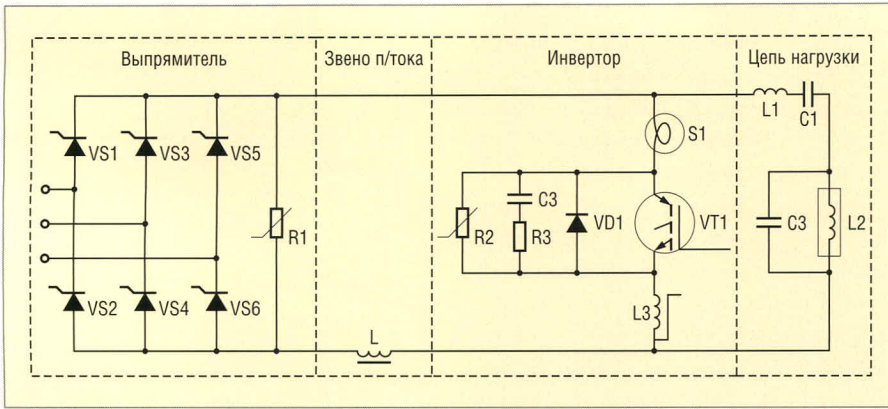 Выпрямитель
Звено п/тока
Инвертор
Цепь нагрузки
VS1
VS3
VS5
R1
VS2
VS4
VS6
L
S1
R2
C3
R3
VD1
VT1
L3
L1
C1
C3
L2